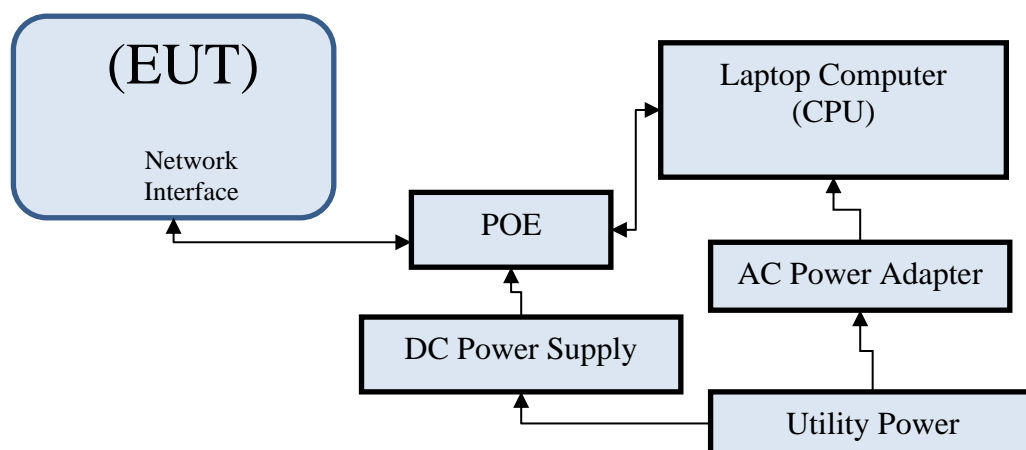 (EUT)
Network
Interface
Laptop Computer
(CPU)
POE
AC Power Adapter
DC Power Supply
Utility Power